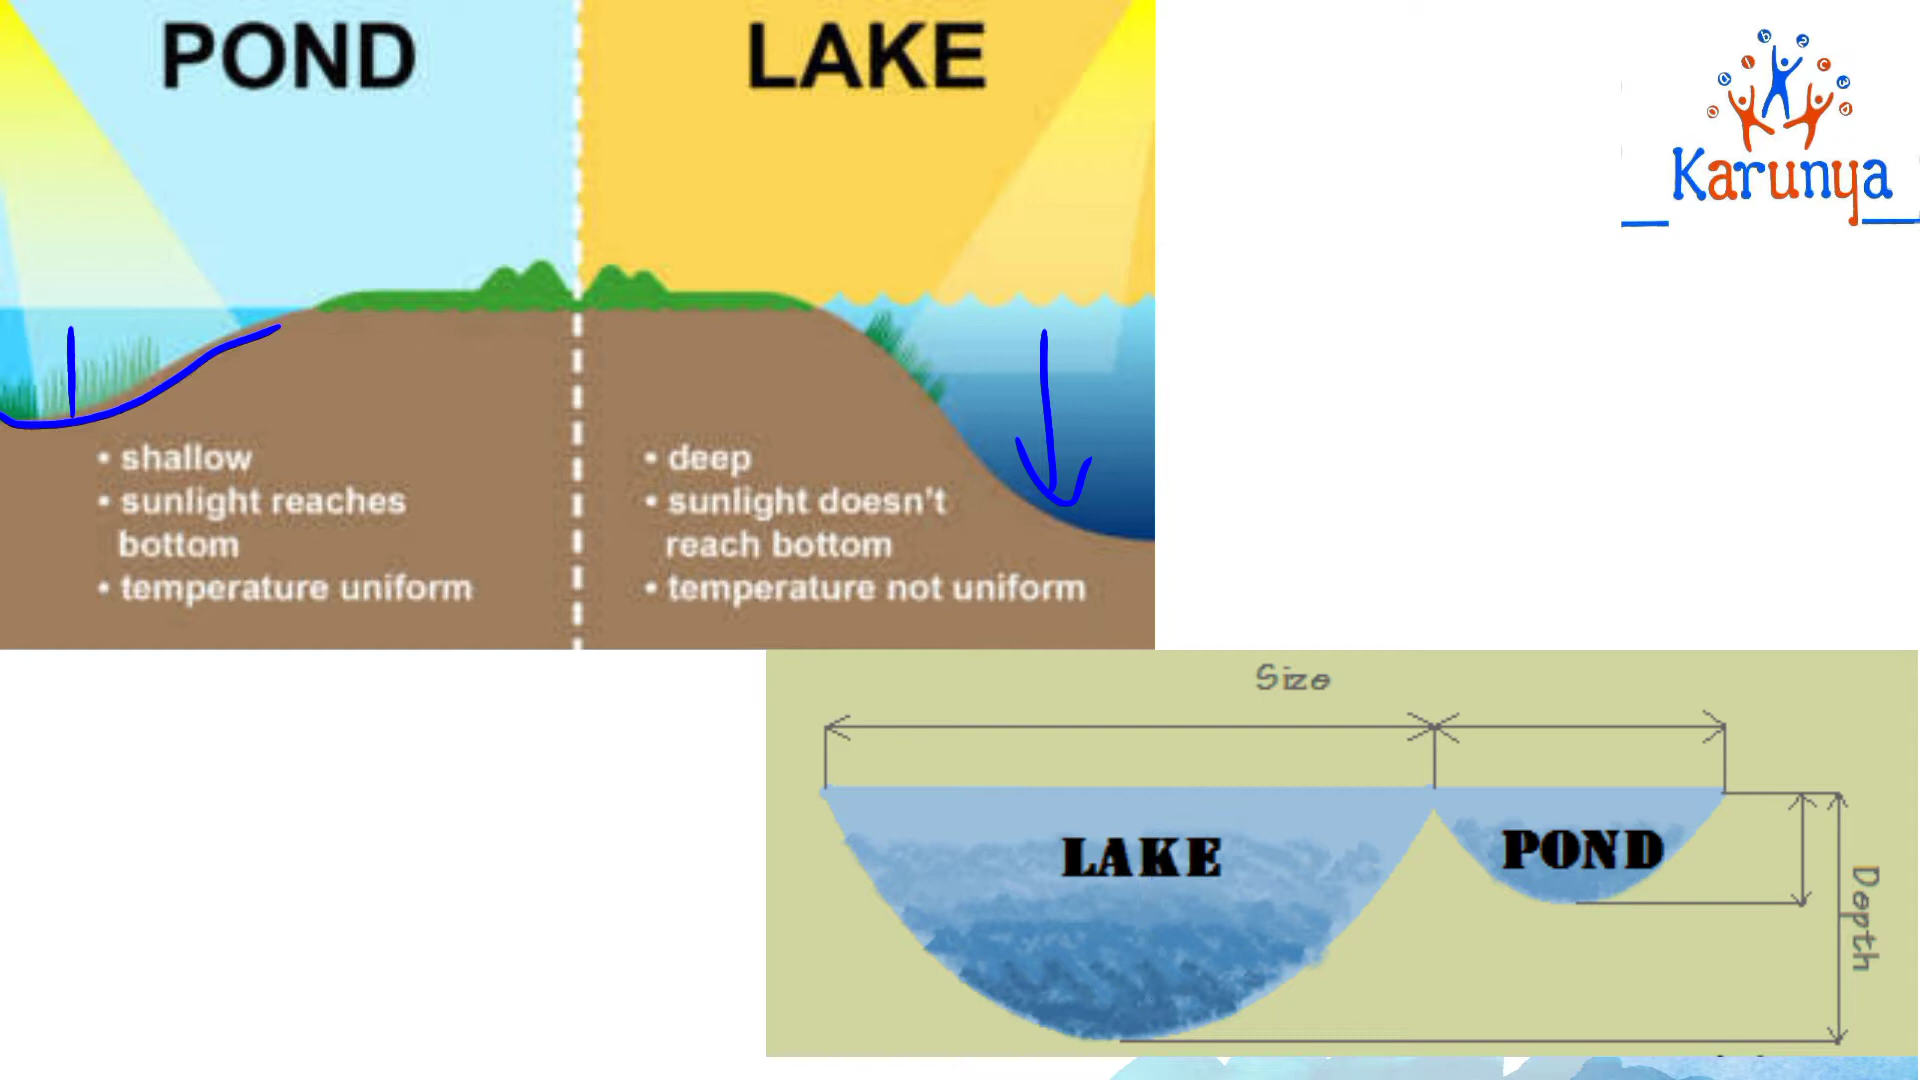 POND
LAKE
Karunya
• shallow
• sunlight reaches
bottom
• temperature uniform
• deep
• sunlight doesn't
reach bottom
• temperature not uniform
Size
LAKE
POND
Depth